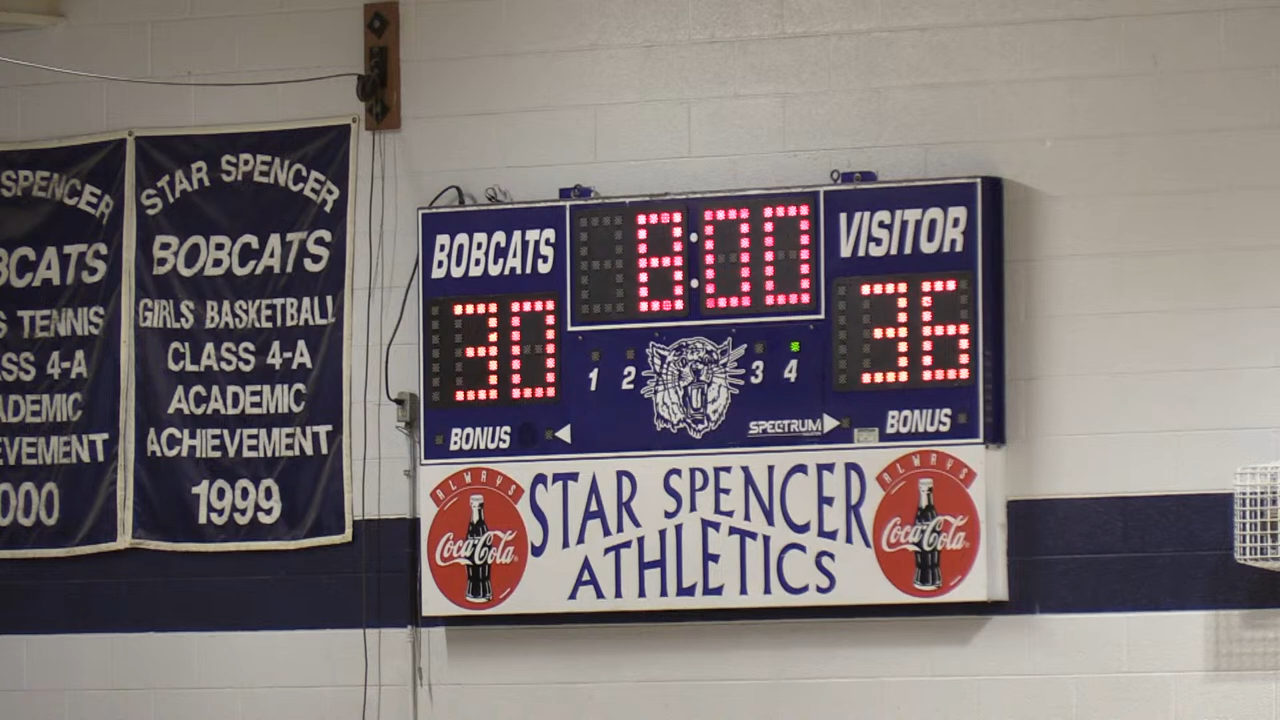 SPENCER
BCATS
S TENNIS
ASS 4-A
ADEMIC
EVEMENT
000
STAR SPENCER
BOBCATS
GIRLS BASKETBALL
CLASS 4-A
ACADEMIC
ACHIEVEMENT
1999
BOBCATS
8:00
VISITOR
30
36
1 2 3 4
BONUS
SPECTRUM
BONUS
ALWAYS
Coca-Cola
STAR SPENCER
ATHLETICS
ALWAYS
Coca-Cola